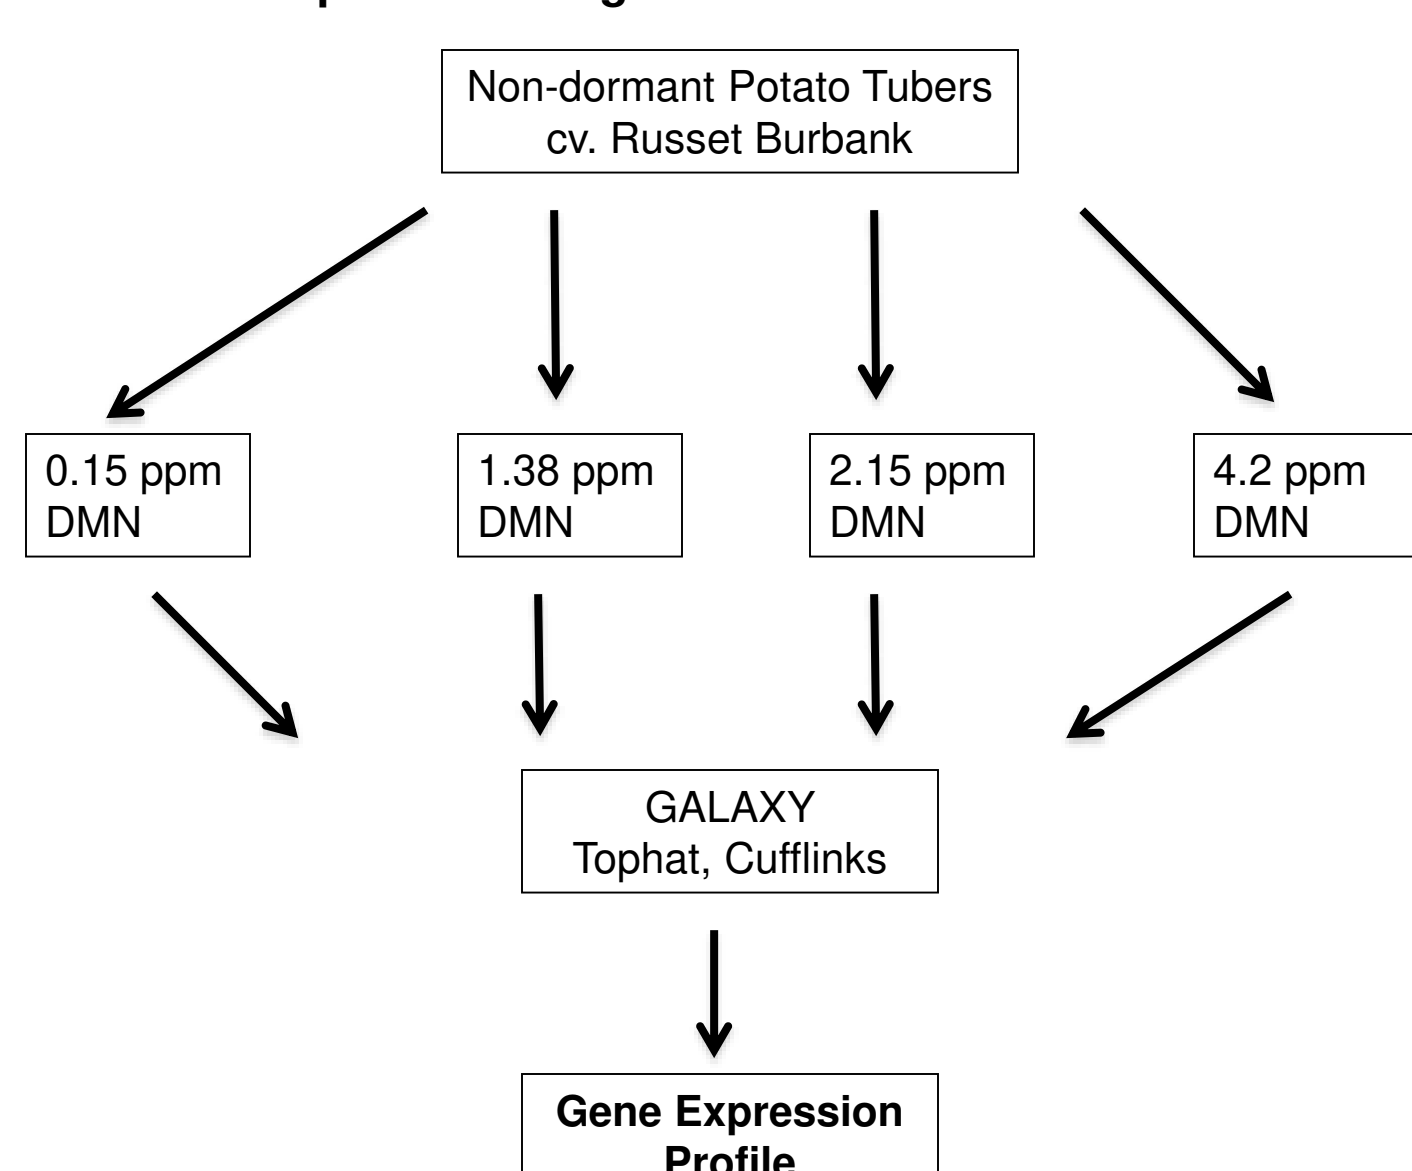 Non-dormant Potato Tubers
cv. Russet Burbank
0.15 ppm
DMN
1.38 ppm
DMN
2.15 ppm
DMN
4.2 ppm
DMN
GALAXY
Tophat, Cufflinks
Gene Expression
Profile